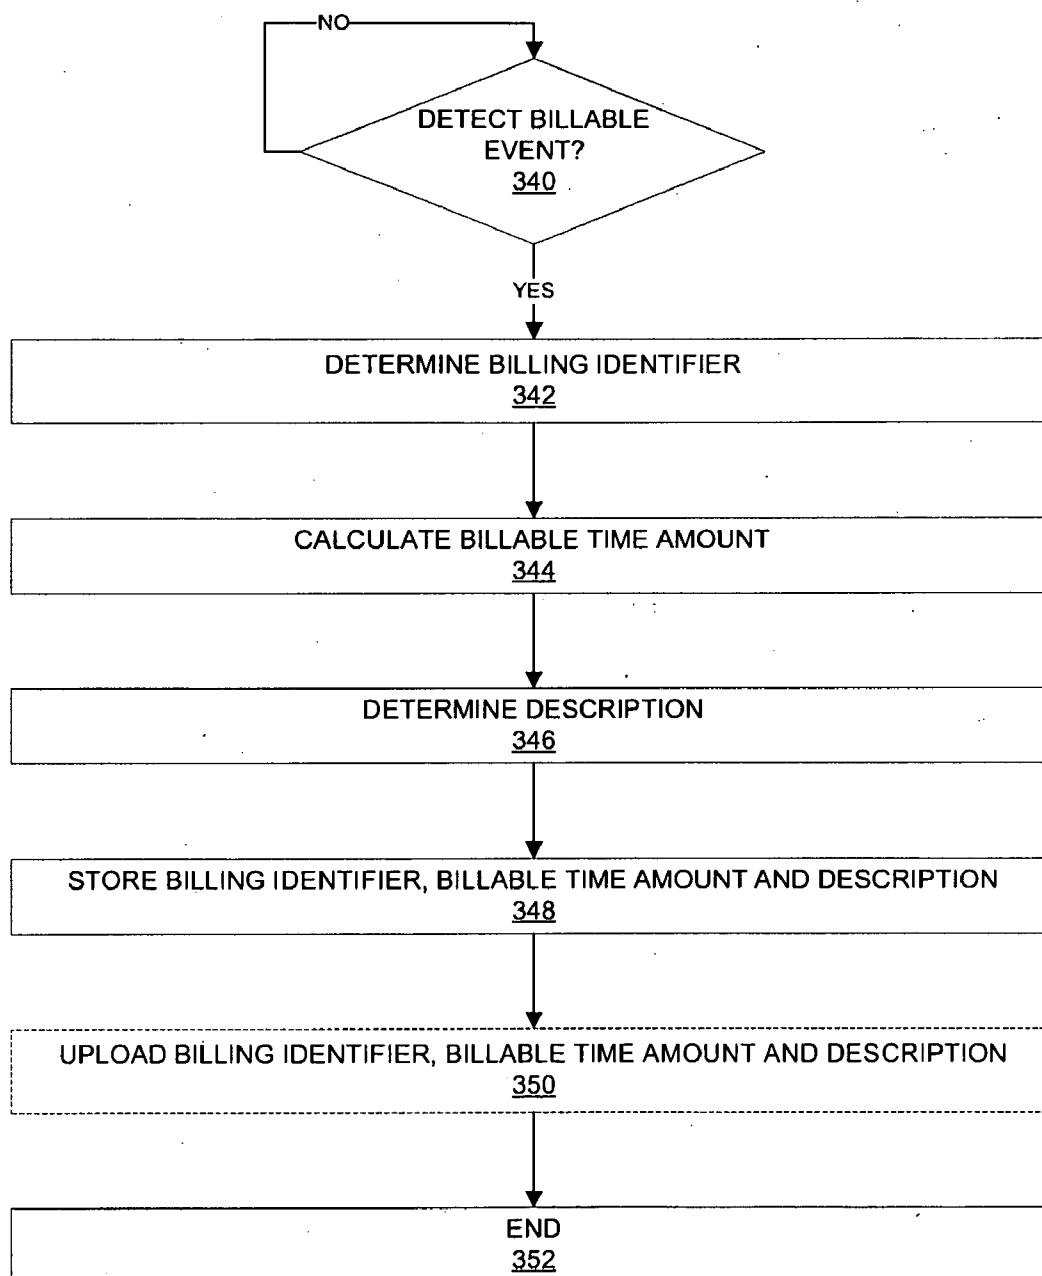 NO
DETECT BILLABLE
EVENT?
340
YES
DETERMINE BILLING IDENTIFIER
342
CALCULATE BILLABLE TIME AMOUNT
344
DETERMINE DESCRIPTION
346
STORE BILLING IDENTIFIER, BILLABLE TIME AMOUNT AND DESCRIPTION
348
UPLOAD BILLING IDENTIFIER, BILLABLE TIME AMOUNT AND DESCRIPTION
350
END
352